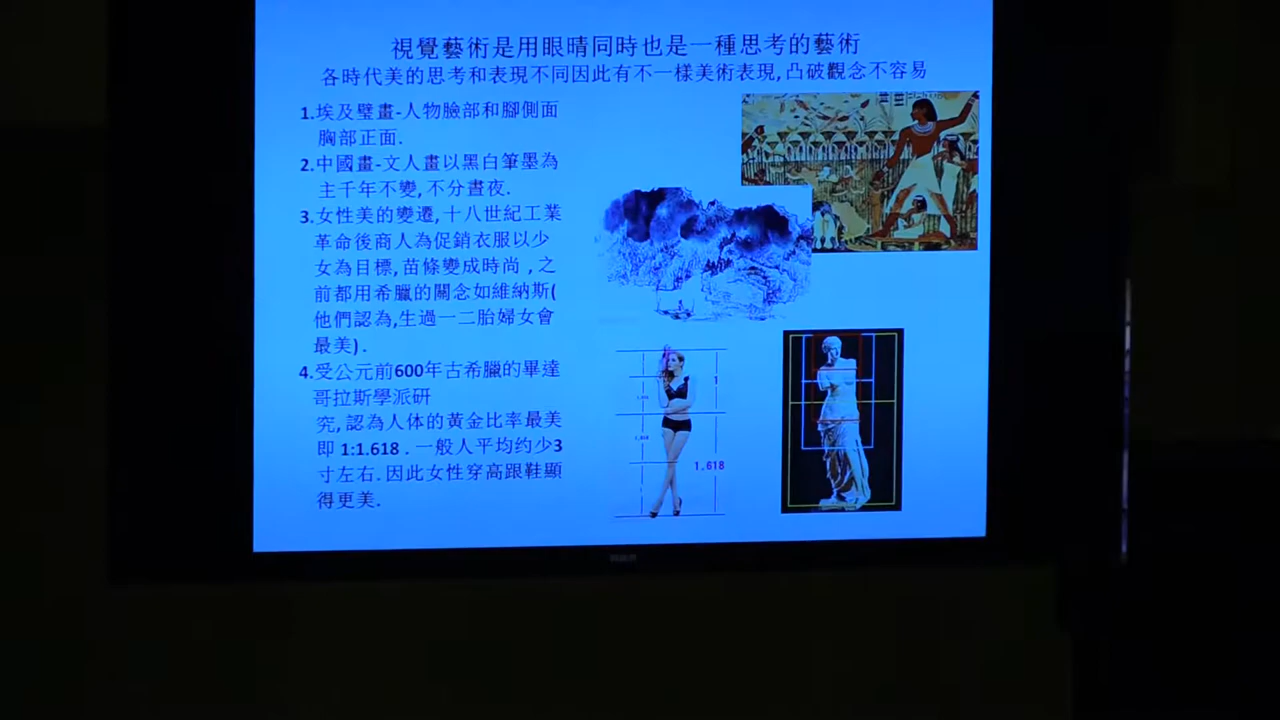 視覺藝術是用眼晴同時也是一種思考的藝術
各時代美的思考和表現不同因此有不一樣美術表現,凸破觀念不容易
1.埃及璧畫-人物臉部和腳側面
胸部正面.
2.中國畫-文人畫以黑白筆墨為
主千年不變,不分晝夜.
3.女性美的變遷,十八世紀工業
革命後商人為促銷衣服以少
女為目標,苗條變成時尚 , 之
前都用希臘的關念如維納斯(
他們認為,生過一二胎婦女會
最美) .
4.受公元前600年古希臘的畢達
哥拉斯學派研
究, 認為人体的黃金比率最美
即 1:1.618 . 一般人平均约少3
寸左右. 因此女性穿高跟鞋顯
得更美.
1
1.618